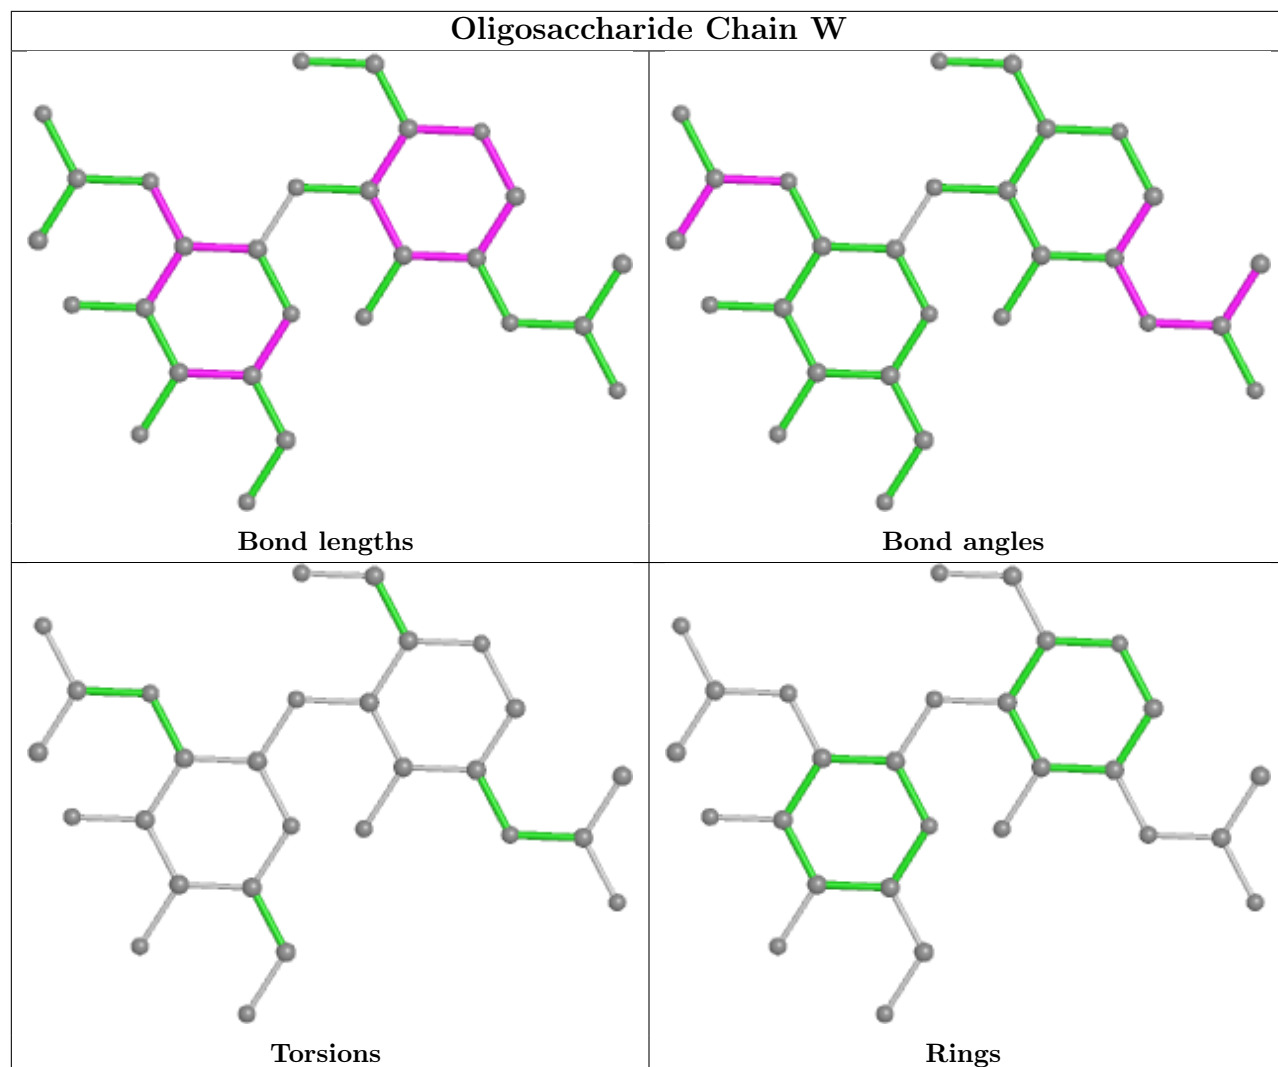 Oligosaccharide Chain W
Bond lengths
Bond angles
Torsions
Rings